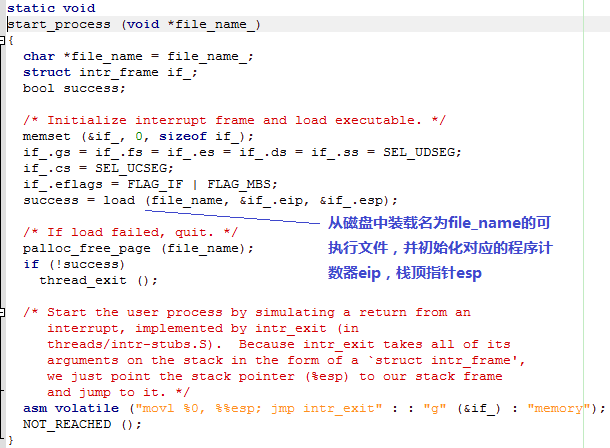 static void
start_process (void *file_name_)
{
  char *file_name = file_name_;
  struct intr_frame if_;
  bool success;

  /* Initialize interrupt frame and load executable. */
  memset (&if_, 0, sizeof if_);
  if_.gs = if_.fs = if_.es = if_.ds = if_.ss = SEL_UDSEG;
  if_.cs = SEL_UCSEG;
  if_.eflags = FLAG_IF | FLAG_MBS;
  success = load (file_name, &if_.eip, &if_.esp);
从磁盘中装载名为file_name的可
执行文件，并初始化对应的程序计
数器eip，栈顶指针esp

  /* If load failed, quit. */
  palloc_free_page (file_name);
  if (!success)
    thread_exit ();

  /* Start the user process by simulating a return from an
     interrupt, implemented by intr_exit (in
     threads/intr-stubs.S).  Because intr_exit takes all of its
     arguments on the stack in the form of a `struct intr_frame',
     we just point the stack pointer (%esp) to our stack frame
     and jump to it. */
  asm volatile ("movl %0, %%esp; jmp intr_exit" : : "g" (&if_) : "memory");
  NOT_REACHED ();
}